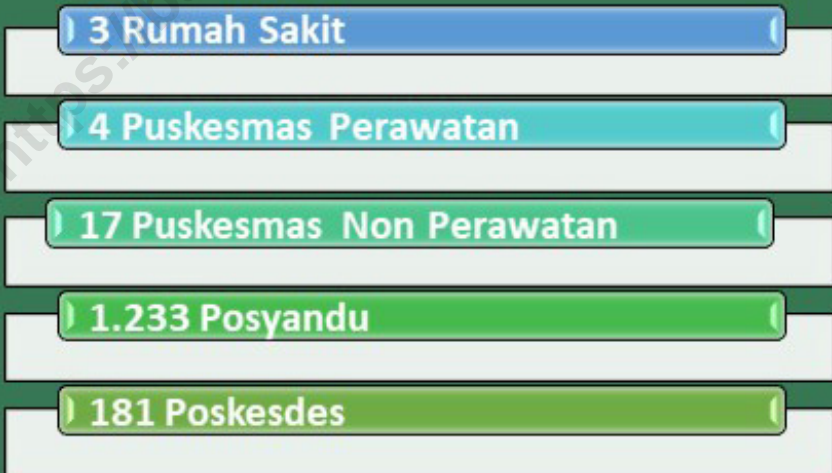 3 Rumah Sakit
4 Puskesmas Perawatan
17 Puskesmas Non Perawatan
1.233 Posyandu
181 Poskesdes